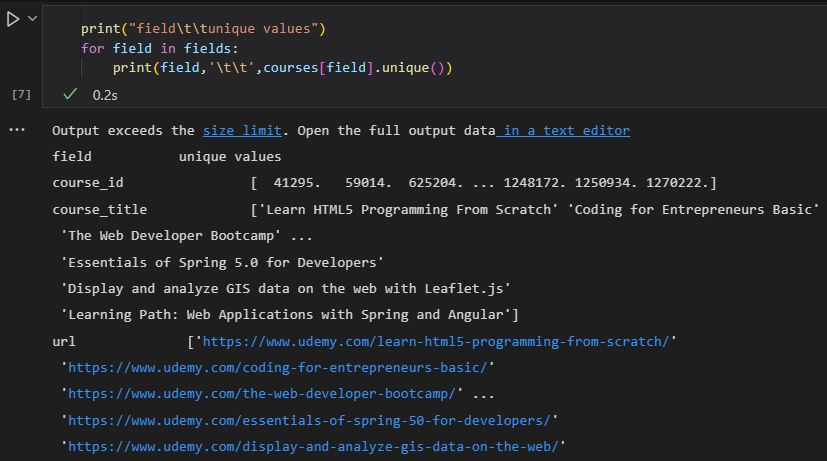 print("field\t\tunique values")
for field in fields:
    print(field,'\t\t',courses[field].unique())
[7] 0.2s
... Output exceeds the size limit. Open the full output data in a text editor
field           unique values
course_id                [  41295.   59014.  625204. ... 1248172. 1250934. 1270222.]
course_title             ['Learn HTML5 Programming From Scratch' 'Coding for Entrepreneurs Basic'
 'The Web Developer Bootcamp' ...
 'Essentials of Spring 5.0 for Developers'
 'Display and analyze GIS data on the web with Leaflet.js'
 'Learning Path: Web Applications with Spring and Angular']
url              ['https://www.udemy.com/learn-html5-programming-from-scratch/'
 'https://www.udemy.com/coding-for-entrepreneurs-basic/'
 'https://www.udemy.com/the-web-developer-bootcamp/' ...
 'https://www.udemy.com/essentials-of-spring-50-for-developers/'
 'https://www.udemy.com/display-and-analyze-gis-data-on-the-web/'